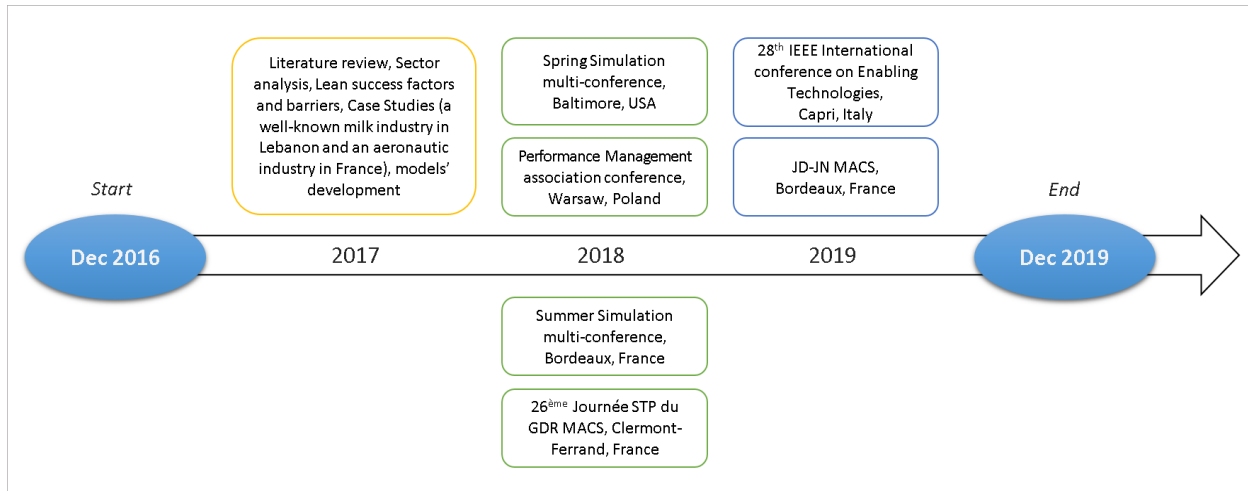 Literature review, Sector
analysis, Lean success factors
and barriers, Case Studies (a
well-known milk industry in
Lebanon and an aeronautic
industry in France), models’
development
Spring Simulation
multi-conference,
Baltimore, USA
28th IEEE International
conference on Enabling
Technologies,
Capri, Italy
Performance Management
association conference,
Warsaw, Poland
JD-JN MACS,
Bordeaux, France
Start
End
Dec 2016
2017
2018
2019
Dec 2019
Summer Simulation
multi-conference,
Bordeaux, France
26ème Journée STP du
GDR MACS, Clermont-
Ferrand, France